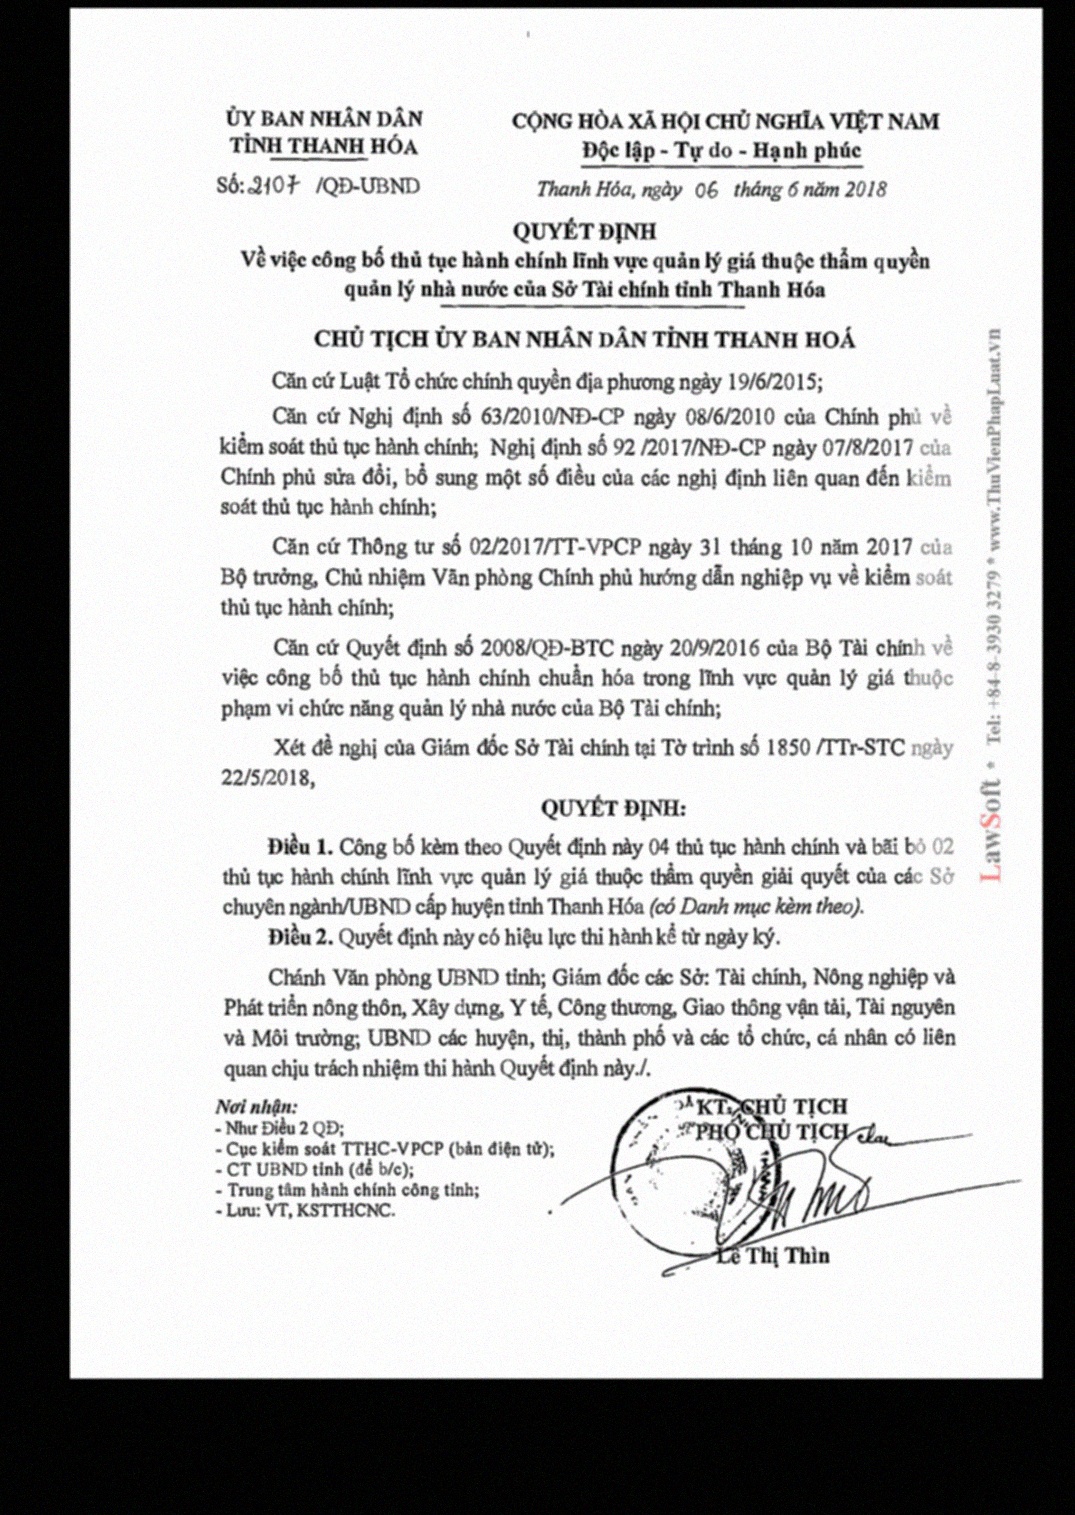 ỦY BAN NHÂN DÂN
TỈNH THANH HÓA
Số: 2107 /QĐ-UBND
CỘNG HÒA XÃ HỘI CHỦ NGHĨA VIỆT NAM
Độc lập - Tự do - Hạnh phúc
Thanh Hóa, ngày 06 tháng 6 năm 2018
QUYẾT ĐỊNH
Về việc công bố thủ tục hành chính lĩnh vực quản lý giá thuộc thẩm quyền
quản lý nhà nước của Sở Tài chính tỉnh Thanh Hóa
CHỦ TỊCH ỦY BAN NHÂN DÂN TỈNH THANH HOÁ
Căn cứ Luật Tổ chức chính quyền địa phương ngày 19/6/2015;
Căn cứ Nghị định số 63/2010/NĐ-CP ngày 08/6/2010 của Chính phủ về
kiểm soát thủ tục hành chính; Nghị định số 92 /2017/NĐ-CP ngày 07/8/2017 của
Chính phủ sửa đổi, bổ sung một số điều của các nghị định liên quan đến kiểm
soát thủ tục hành chính;
Căn cứ Thông tư số 02/2017/TT-VPCP ngày 31 tháng 10 năm 2017 của
Bộ trưởng, Chủ nhiệm Văn phòng Chính phủ hướng dẫn nghiệp vụ về kiểm soát
thủ tục hành chính;
Căn cứ Quyết định số 2008/QĐ-BTC ngày 20/9/2016 của Bộ Tài chính về
việc công bố thủ tục hành chính chuẩn hóa trong lĩnh vực quản lý giá thuộc
phạm vi chức năng quản lý nhà nước của Bộ Tài chính;
Xét đề nghị của Giám đốc Sở Tài chính tại Tờ trình số 1850 /TTr-STC ngày
22/5/2018,
QUYẾT ĐỊNH:
Điều 1. Công bố kèm theo Quyết định này 04 thủ tục hành chính và bãi bỏ 02
thủ tục hành chính lĩnh vực quản lý giá thuộc thẩm quyền giải quyết của các Sở
chuyên ngành/UBND cấp huyện tỉnh Thanh Hóa (có Danh mục kèm theo).
Điều 2. Quyết định này có hiệu lực thi hành kể từ ngày ký.
Chánh Văn phòng UBND tỉnh; Giám đốc các Sở: Tài chính, Nông nghiệp và
Phát triển nông thôn, Xây dựng, Y tế, Công thương, Giao thông vận tải, Tài nguyên
và Môi trường; UBND các huyện, thị, thành phố và các tổ chức, cá nhân có liên
quan chịu trách nhiệm thi hành Quyết định này./.
Nơi nhận:
- Như Điều 2 QĐ;
- Cục kiểm soát TTHC-VPCP (bản điện tử);
- CT UBND tỉnh (để b/c);
- Trung tâm hành chính công tỉnh;
- Lưu: VT, KSTTHCNC.
KT. CHỦ TỊCH
PHÓ CHỦ TỊCH
Lê Thị Thìn
LawSoft * Tel: +84-8-3930 3279 * www.ThuVienPhapLuat.vn